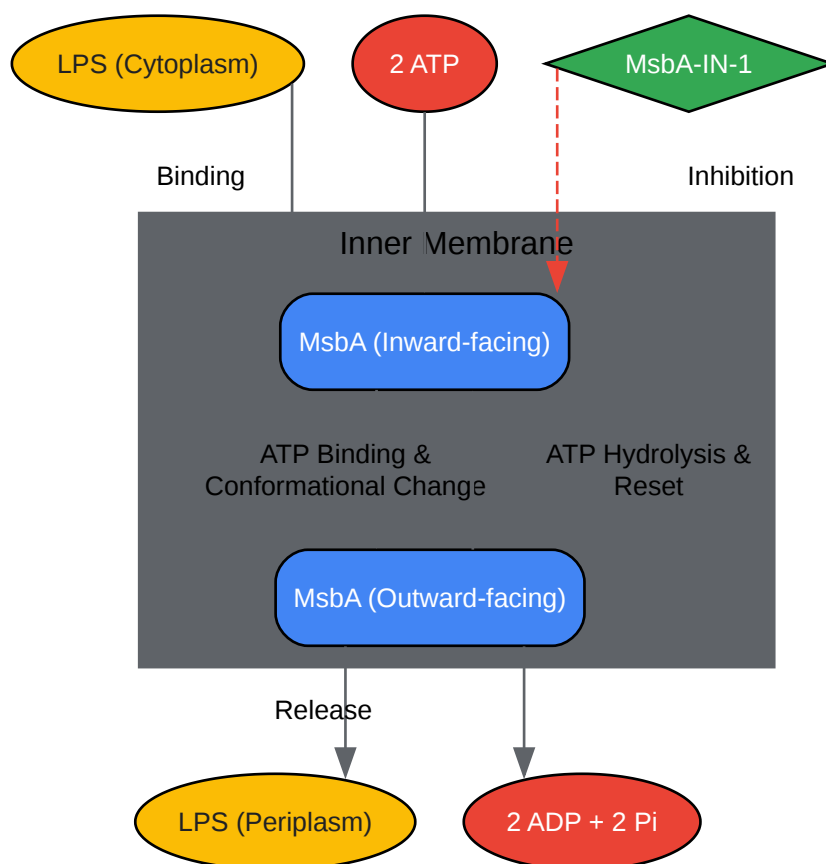 LPS (Cytoplasm)
2 ATP
MsbA-IN-1
Binding
Inhibition
Inner Membrane
MsbA (Inward-facing)
ATP Binding &
Conformational Change
ATP Hydrolysis &
Reset
MsbA (Outward-facing)
Release
LPS (Periplasm)
2 ADP + 2 Pi